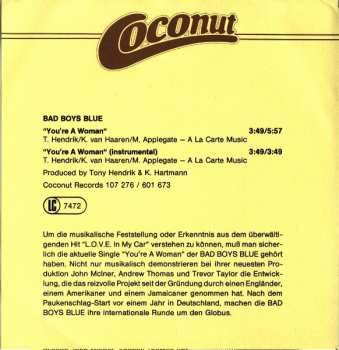 Coconut
BAD BOYS BLUE
"You're A Woman" 3:49/5:57
T. Hendrik/K. van Haaren/M. Applegate – A La Carte Music
"You're A Woman" (instrumental) 3:49/3:49
T. Hendrik/K. van Haaren/M. Applegate – A La Carte Music
Produced by Tony Hendrik & K. Hartmann
Coconut Records 107 276 / 601 673
LC 7472
Um die musikalische Feststellung oder Erkenntnis aus dem überwälti-
genden Hit "L.O.V.E. In My Car" verstehen zu können, muß man sicher-
lich die aktuelle Single "You're A Woman" der BAD BOYS BLUE gehört
haben. Nicht nur musikalisch demonstrieren bei ihrer neuesten Pro-
duktion John McIner, Andrew Thomas und Trevor Taylor die Entwick-
lung, die das reizvolle Projekt seit der Gründung durch einen Engländer,
einem Amerikaner und einem Jamaicaner genommen hat. Nach dem
Paukenschlag-Start vor einem Jahr in Deutschland, machen die BAD
BOYS BLUE ihre internationale Runde um den Globus.